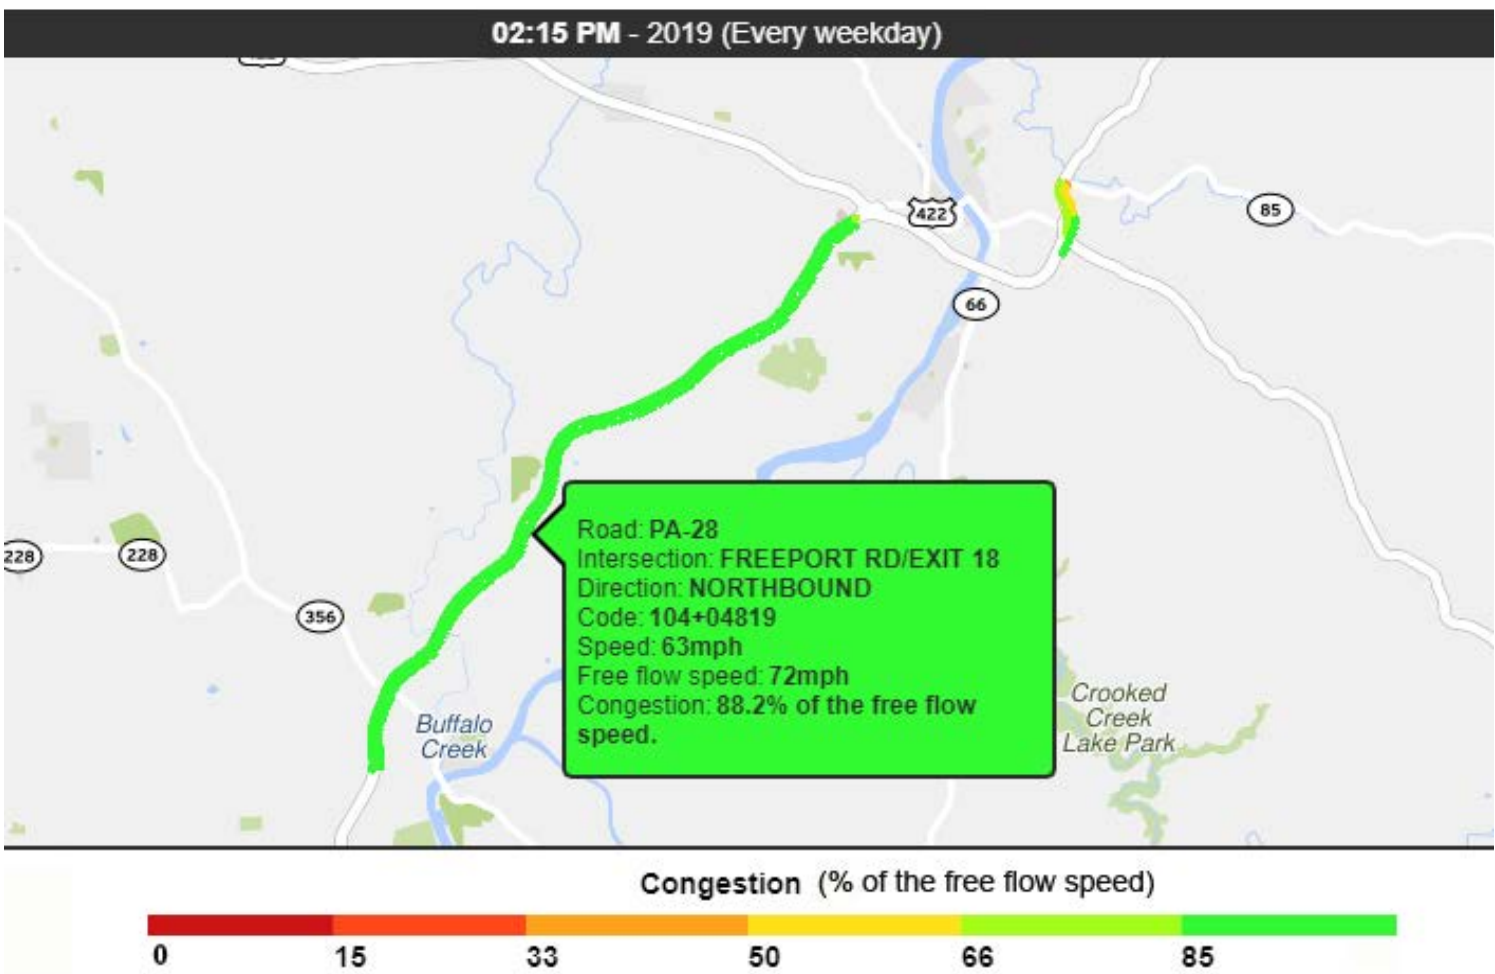 02:15 PM - 2019 (Every weekday)
422
85
66
Road: PA-28
Intersection: FREEPORT RD/EXIT 18
Direction: NORTHBOUND
Code: 104+04819
Speed: 63mph
Free flow speed: 72mph
Congestion: 88.2% of the free flow
speed.
228
228
356
Buffalo
Creek
Crooked
Creek
Lake Park
Congestion (% of the free flow speed)
0 15 33 50 66 85